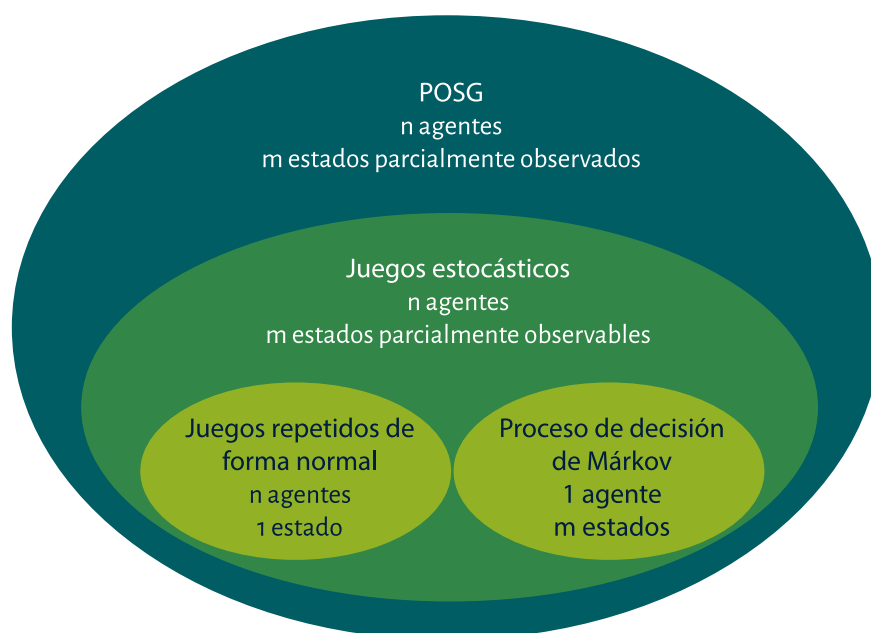 POSG
n agentes
m estados parcialmente observados
Juegos estocásticos
n agentes
m estados parcialmente observables
Juegos repetidos de
forma normal
n agentes
1 estado
Proceso de decisión
de Márkov
1 agente
m estados